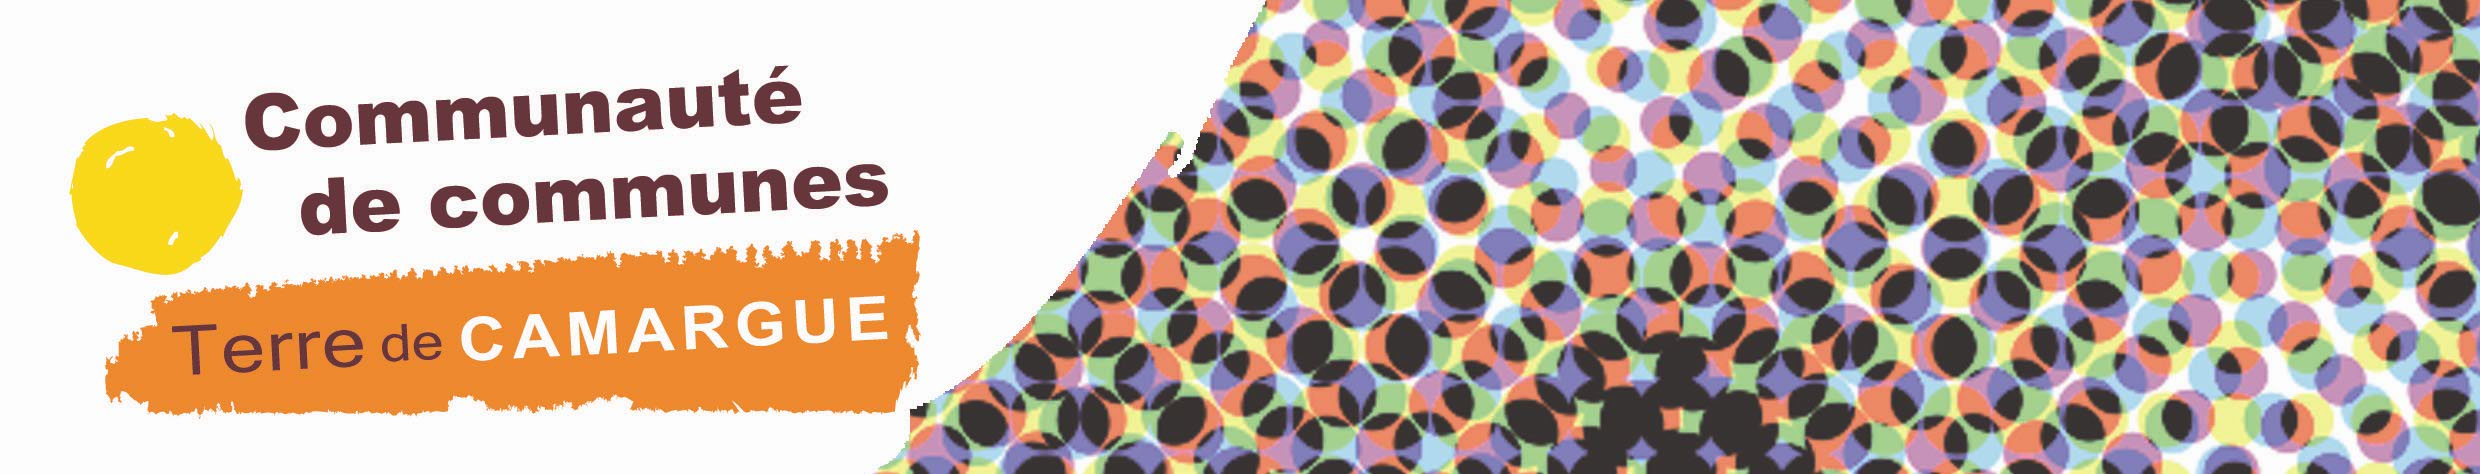 Communauté
de communes
Terre de CAMARGUE